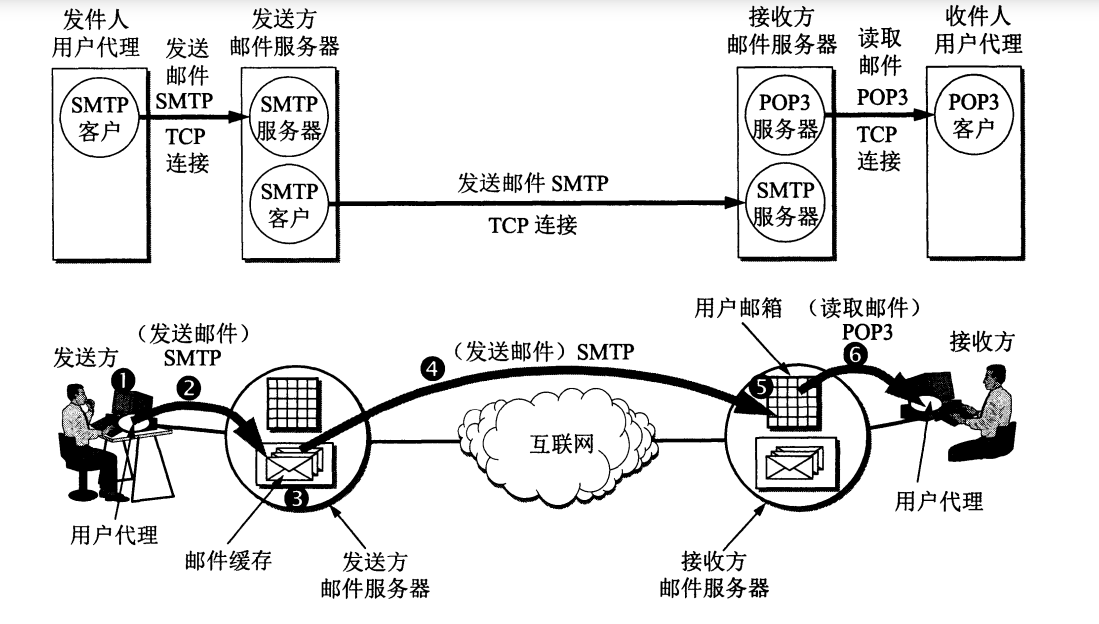 发件人
用户代理
发送
邮件
SMTP
TCP
连接
发送方
邮件服务器
接收方
邮件服务器
读取
邮件
POP3
TCP
连接
收件人
用户代理
SMTP
客户
SMTP
服务器
SMTP
客户
发送邮件 SMTP
TCP 连接
POP3
服务器
SMTP
服务器
POP3
客户
发送方
(发送邮件)
SMTP
(发送邮件) SMTP
用户邮箱
(读取邮件)
POP3
接收方
❶
❷
❸
❹
❺
❻
互联网
用户代理
邮件缓存
发送方
邮件服务器
接收方
邮件服务器
用户代理